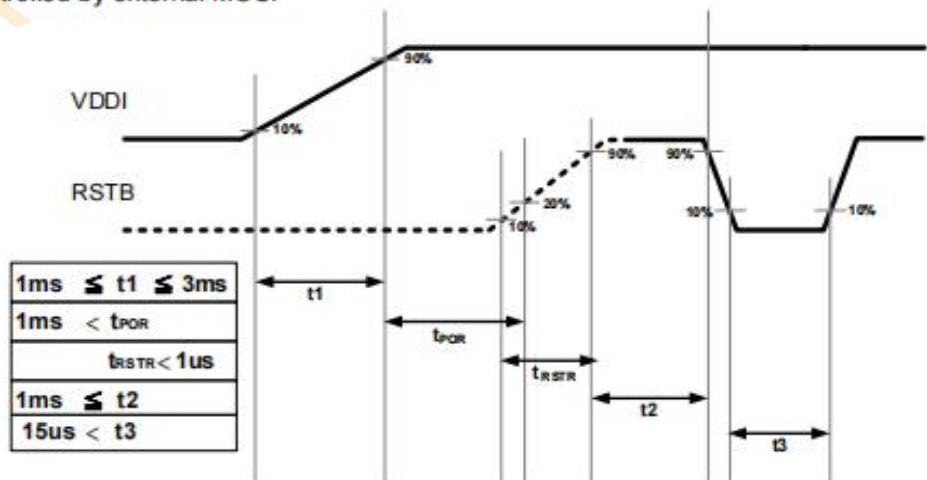 VDDI
90%
10%
RSTB
90%
90%
20%
10%
10%
10%
1ms ≦ t1 ≦ 3ms
1ms < tPOR
tRSTR< 1us
1ms ≦ t2
15us < t3
t1
tPOR
tRSTR
t2
t3